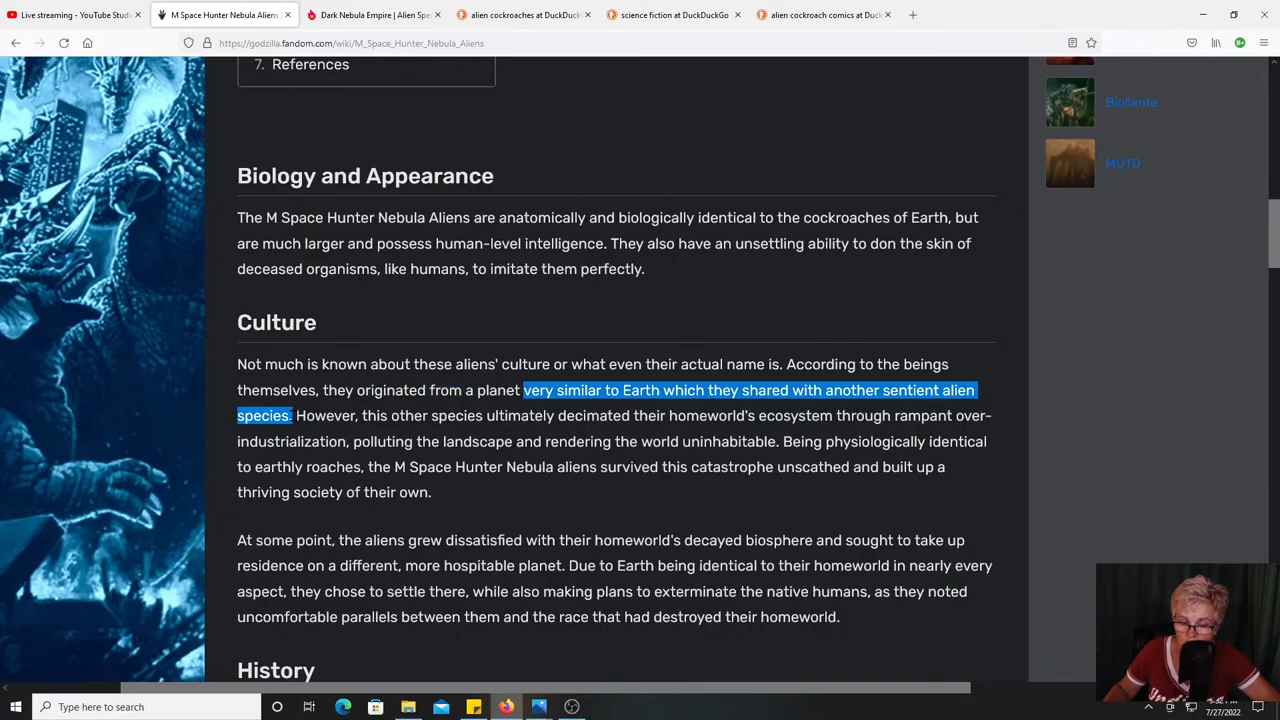 Live streaming - YouTube Studio
M Space Hunter Nebula Aliens |
Dark Nebula Empire | Alien Spe
alien cockroaches at DuckDuck
science fiction at DuckDuckGo
alien cockroach comics at Duck
https://godzilla.fandom.com/wiki/M_Space_Hunter_Nebula_Aliens
7. References
Biollante
MUTO
Biology and Appearance
The M Space Hunter Nebula Aliens are anatomically and biologically identical to the cockroaches of Earth, but
are much larger and possess human-level intelligence. They also have an unsettling ability to don the skin of
deceased organisms, like humans, to imitate them perfectly.
Culture
Not much is known about these aliens' culture or what even their actual name is. According to the beings
themselves, they originated from a planet very similar to Earth which they shared with another sentient alien
species. However, this other species ultimately decimated their homeworld's ecosystem through rampant over-
industrialization, polluting the landscape and rendering the world uninhabitable. Being physiologically identical
to earthly roaches, the M Space Hunter Nebula aliens survived this catastrophe unscathed and built up a
thriving society of their own.
At some point, the aliens grew dissatisfied with their homeworld's decayed biosphere and sought to take up
residence on a different, more hospitable planet. Due to Earth being identical to their homeworld in nearly every
aspect, they chose to settle there, while also making plans to exterminate the native humans, as they noted
uncomfortable parallels between them and the race that had destroyed their homeworld.
History
Type here to search
7/27/2022